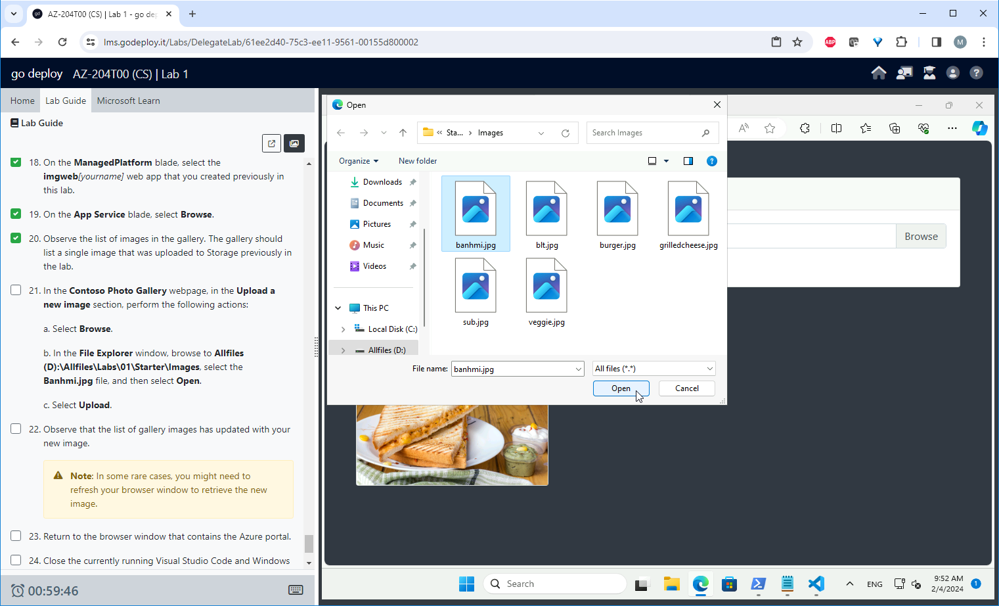 AZ-204T00 (CS) | Lab 1 - go de
lms.godeploy.it/Labs/DelegateLab/61ee2d40-75c3-ee11-9561-00155d800002
ABP
M
go deploy AZ-204T00 (CS) | Lab 1
Home Lab Guide Microsoft Learn
Lab Guide
18. On the ManagedPlatform blade, select the
imgweb[yourname] web app that you created previously in
this lab.
19. On the App Service blade, select Browse.
20. Observe the list of images in the gallery. The gallery should
list a single image that was uploaded to Storage previously in
the lab.
21. In the Contoso Photo Gallery webpage, in the Upload a
new image section, perform the following actions:
a. Select Browse.
b. In the File Explorer window, browse to Allfiles
(D):\Allfiles\Labs\01\Starter\Images, select the
Banhmi.jpg file, and then select Open.
c. Select Upload.
22. Observe that the list of gallery images has updated with your
new image.
Note: In some rare cases, you might need to
refresh your browser window to retrieve the new
image.
23. Return to the browser window that contains the Azure portal.
24. Close the currently running Visual Studio Code and Windows
00:59:46
Open
« Sta... › Images
Search Images
Organize New folder
Downloads
Documents
Pictures
Music
Videos
This PC
Local Disk (C:)
Allfiles (D:)
banhmi.jpg blt.jpg burger.jpg grilledcheese.jpg
sub.jpg veggie.jpg
File name: banhmi.jpg All files (*.*)
Open Cancel
Browse
Search
ENG
9:52 AM
2/4/2024
1